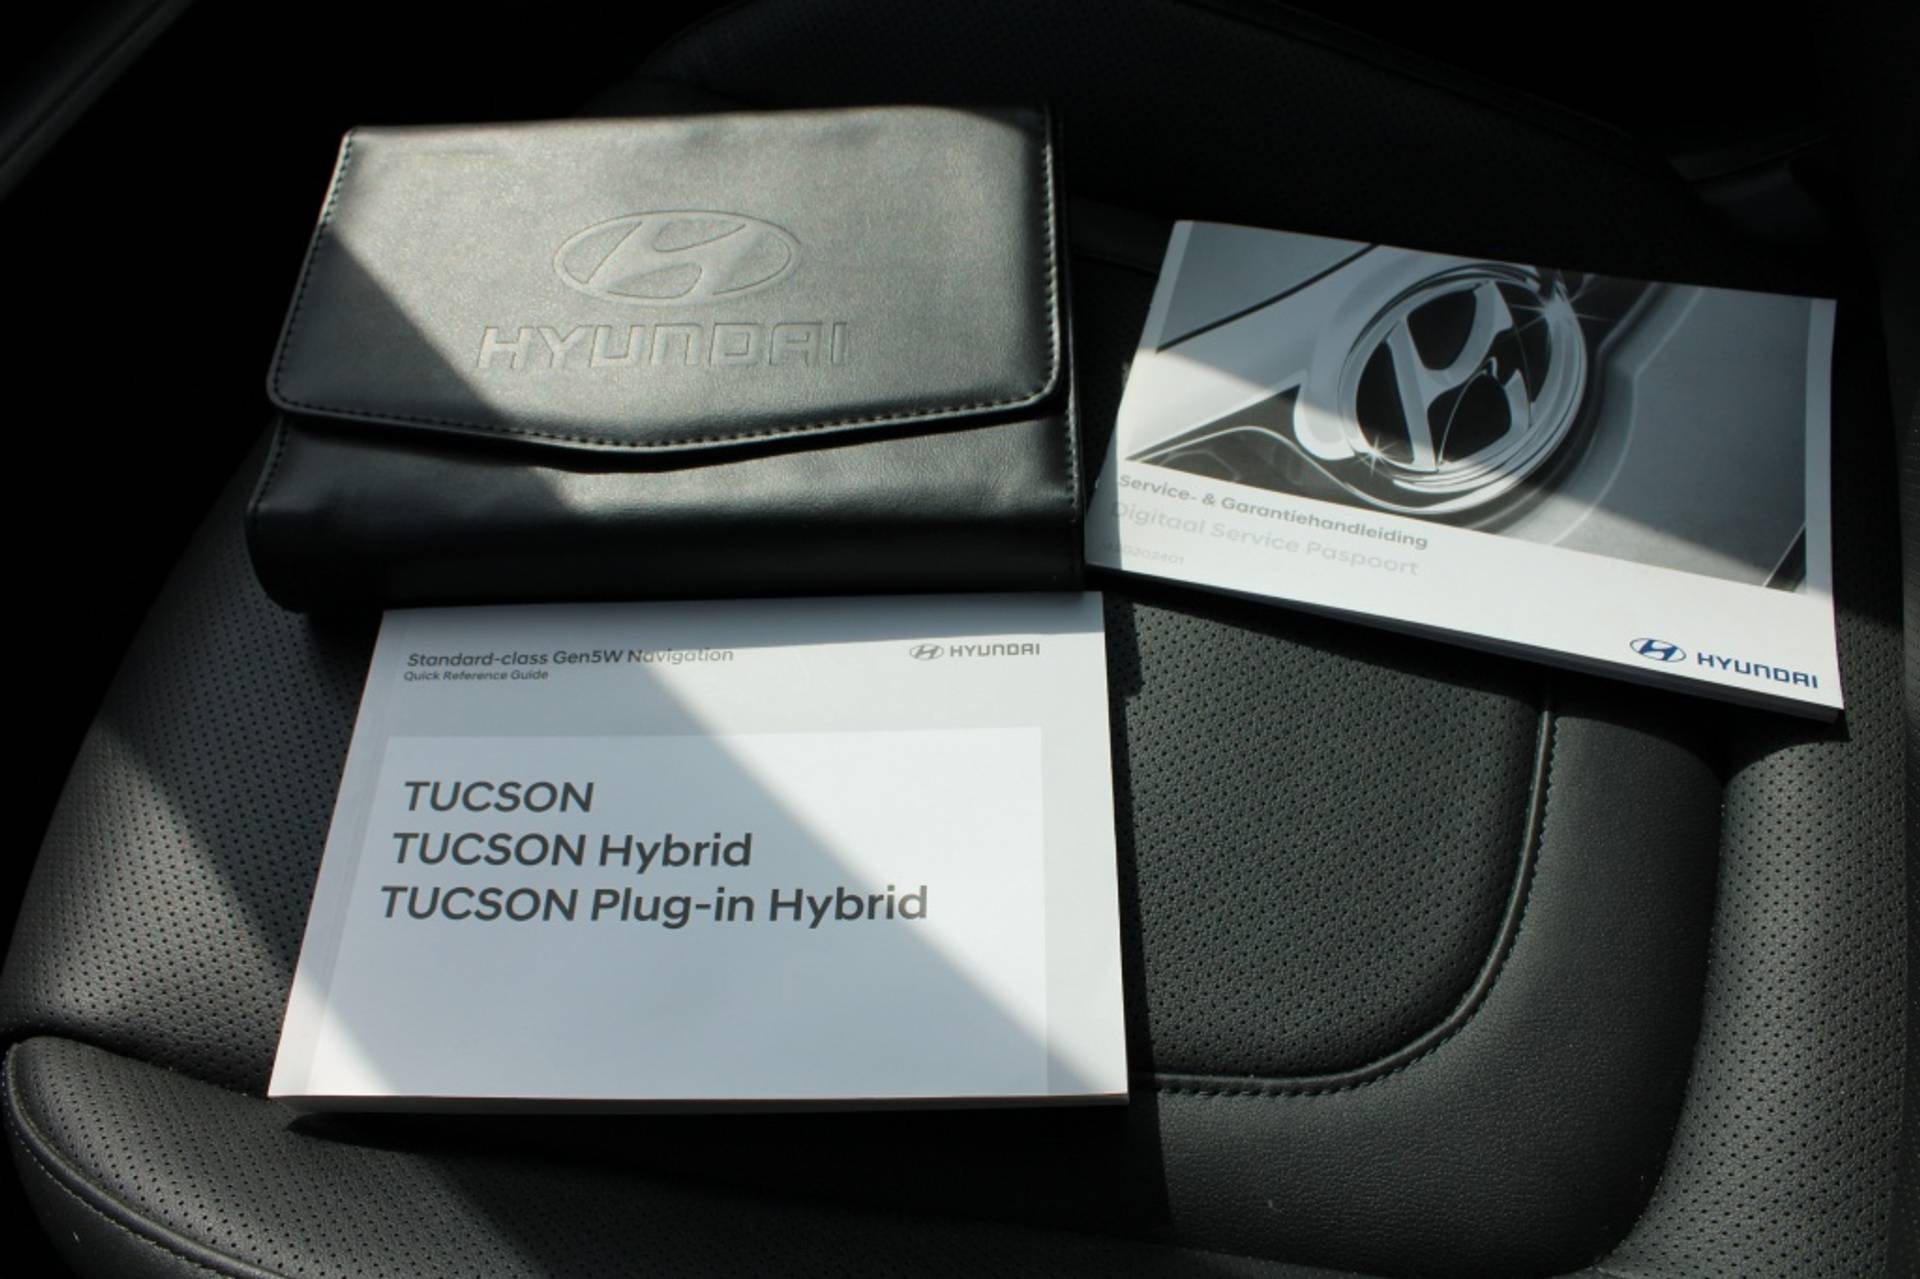 HYUNDAI
Service- & Garantiehandleiding
Digitaal Service Paspoort
HYUNDAI
Standard-class Gen5W Navigation
Quick Reference Guide
HYUNDAI
TUCSON
TUCSON Hybrid
TUCSON Plug-in Hybrid